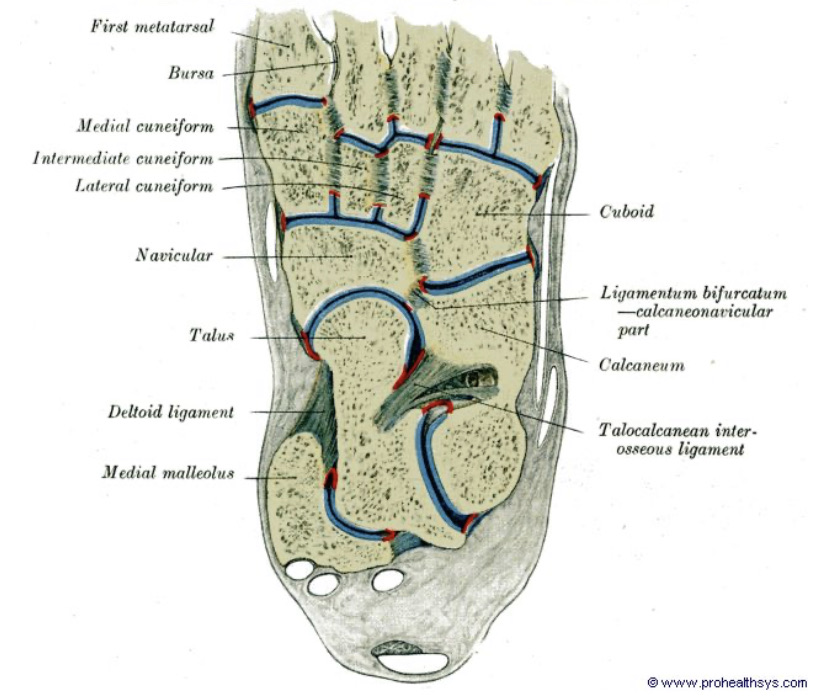 First metatarsal
Bursa
Medial cuneiform
Intermediate cuneiform
Lateral cuneiform
Navicular
Talus
Deltoid ligament
Medial malleolus
Cuboid
Ligamentum bifurcatum
—calcaneonavicular
part
Calcaneum
Talocalcanean inter-
osseous ligament
© www.prohealthsys.com